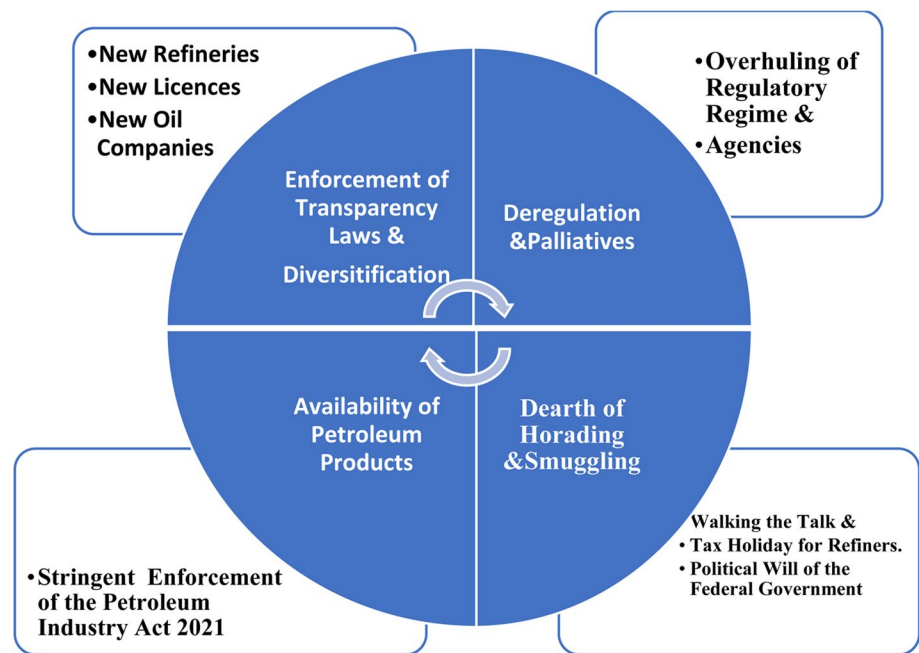 •New Refineries
•New Licences
•New Oil
Companies
•Overhuling of
Regulatory
Regime &
•Agencies
Enforcement of
Transparency
Laws &
Diversitification
Deregulation
&Palliatives
Availability of
Petroleum
Products
Dearth of
Horading
&Smuggling
•Stringent Enforcement
of the Petroleum
Industry Act 2021
Walking the Talk &
• Tax Holiday for Refiners.
• Political Will of the
Federal Government